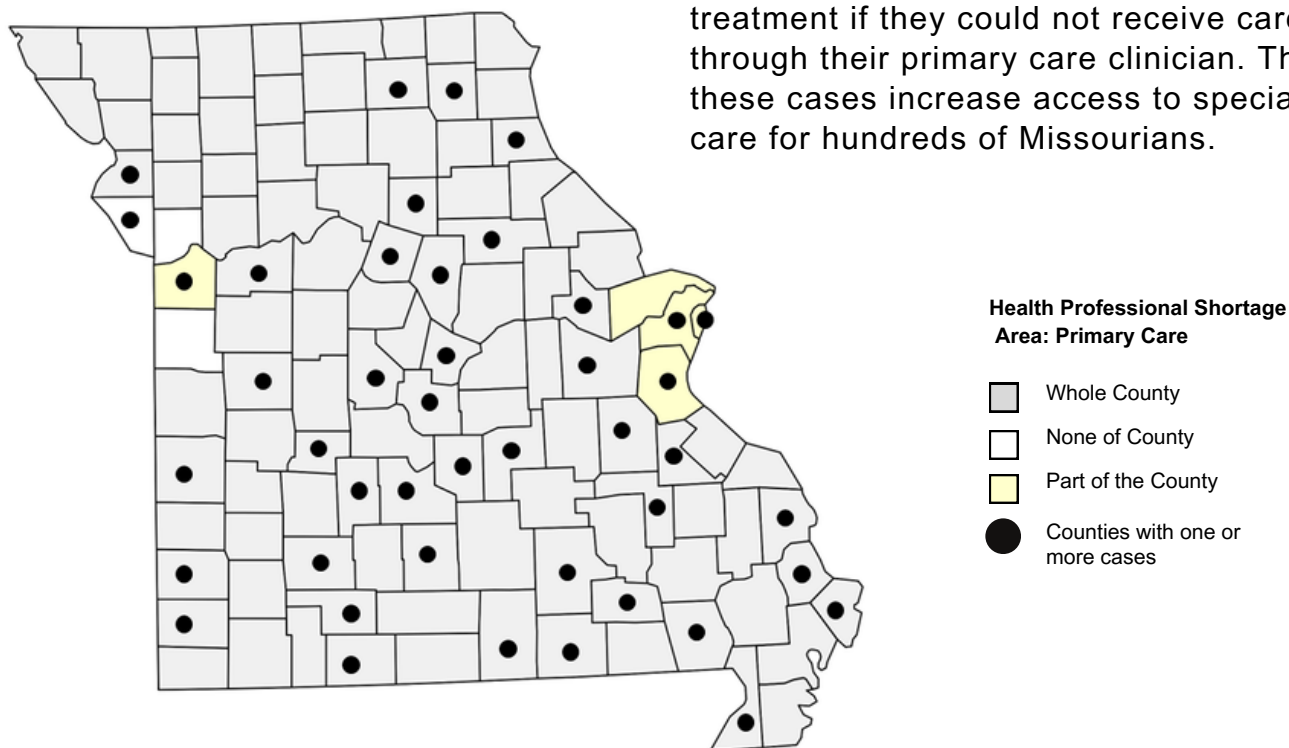 treatment if they could not receive care
through their primary care clinician. Th
these cases increase access to specia
care for hundreds of Missourians.
Health Professional Shortage
Area: Primary Care
Whole County
None of County
Part of the County
Counties with one or
more cases